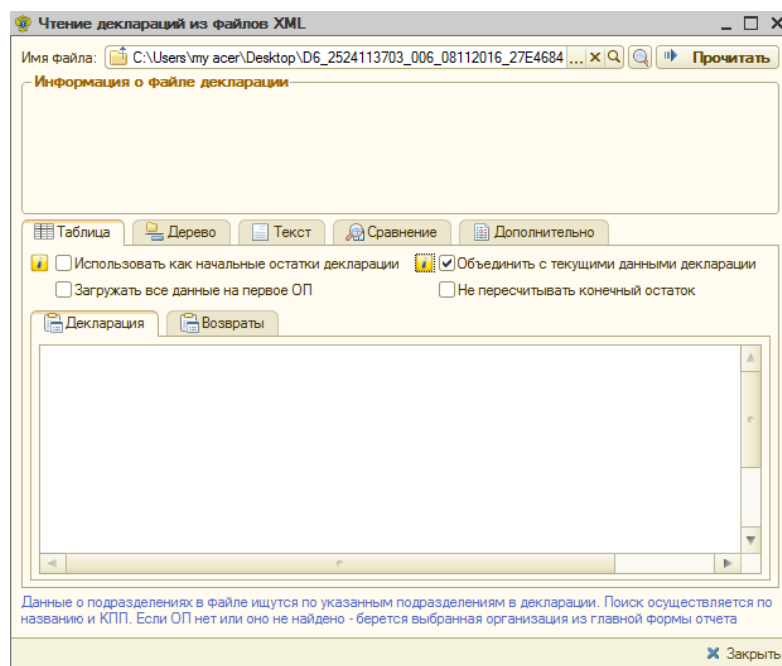 Чтение деклараций из файлов XML
Имя файла: C:\Users\my acer\Desktop\D6_2524113703_006_08112016_27E4684 ... Прочитать
Информация о файле декларации
Таблица Дерево Текст Сравнение Дополнительно
Использовать как начальные остатки декларации Объединить с текущими данными декларации
Загружать все данные на первое ОП Не пересчитывать конечный остаток
Декларация Возвраты
Данные о подразделениях в файле ищутся по указанным подразделениям в декларации. Поиск осуществляется по
названию и КПП. Если ОП нет или оно не найдено - берется выбранная организация из главной формы отчета
Закрыть